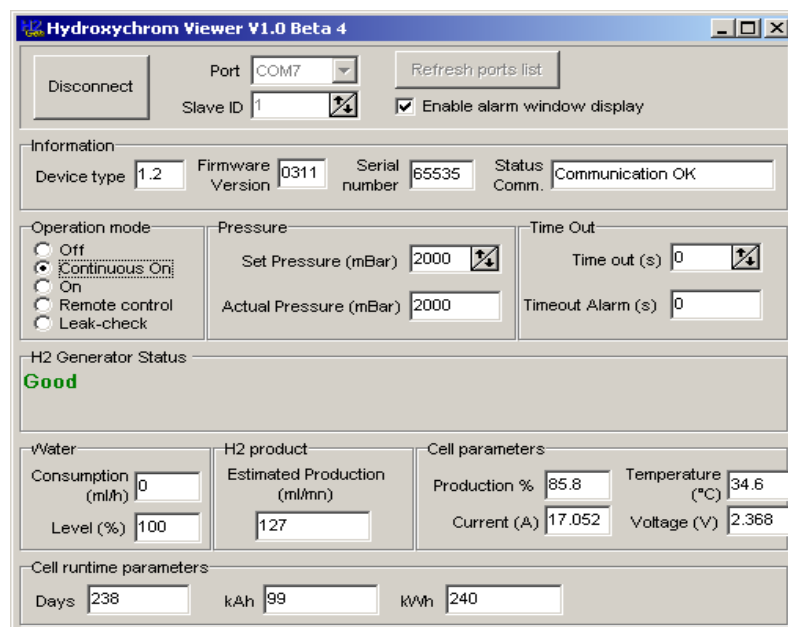 Hydroxychrom Viewer V1.0 Beta 4
Disconnect
Port COM7
Refresh ports list
Slave ID 1
Enable alarm window display
Information
Device type 1.2
Firmware Version 0311
Serial number 65535
Status Comm. Communication OK
Operation mode
Off
Continuous On
On
Remote control
Leak-check
Pressure
Set Pressure (mBar) 2000
Actual Pressure (mBar) 2000
Time Out
Time out (s) 0
Timeout Alarm (s) 0
H2 Generator Status
Good
Water
Consumption (ml/h) 0
Level (%) 100
H2 product
Estimated Production (ml/mn)
127
Cell parameters
Production % 85.8
Temperature (°C) 34.6
Current (A) 17.052
Voltage (V) 2.368
Cell runtime parameters
Days 238
kAh 99
kWh 240